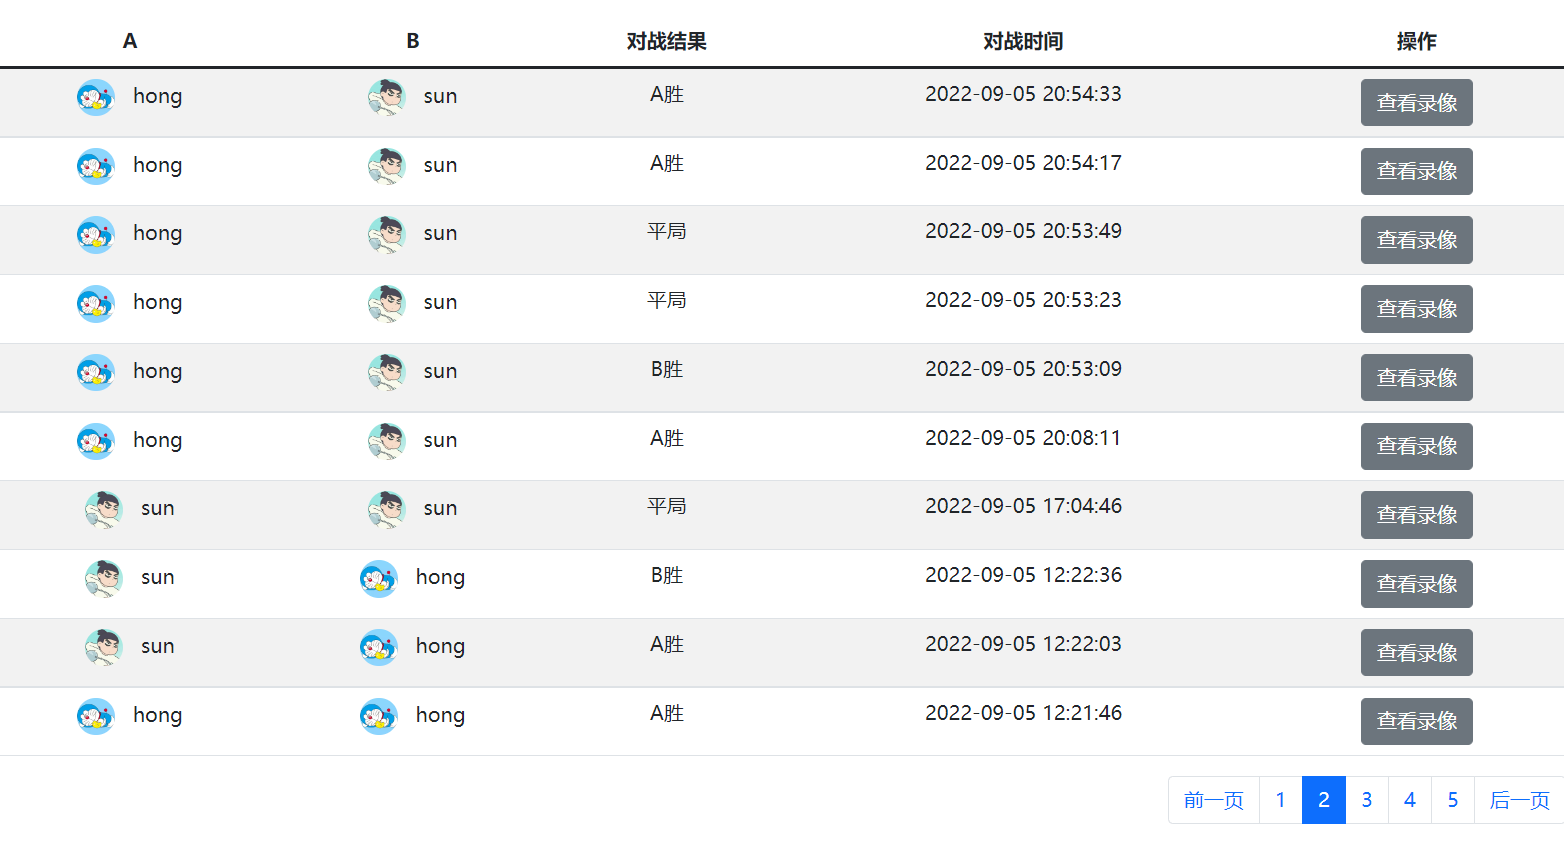 A B 对战结果 对战时间 操作
hong sun A胜 2022-09-05 20:54:33 查看录像
hong sun A胜 2022-09-05 20:54:17 查看录像
hong sun 平局 2022-09-05 20:53:49 查看录像
hong sun 平局 2022-09-05 20:53:23 查看录像
hong sun B胜 2022-09-05 20:53:09 查看录像
hong sun A胜 2022-09-05 20:08:11 查看录像
sun sun 平局 2022-09-05 17:04:46 查看录像
sun hong B胜 2022-09-05 12:22:36 查看录像
sun hong A胜 2022-09-05 12:22:03 查看录像
hong hong A胜 2022-09-05 12:21:46 查看录像
前一页 1 2 3 4 5 后一页